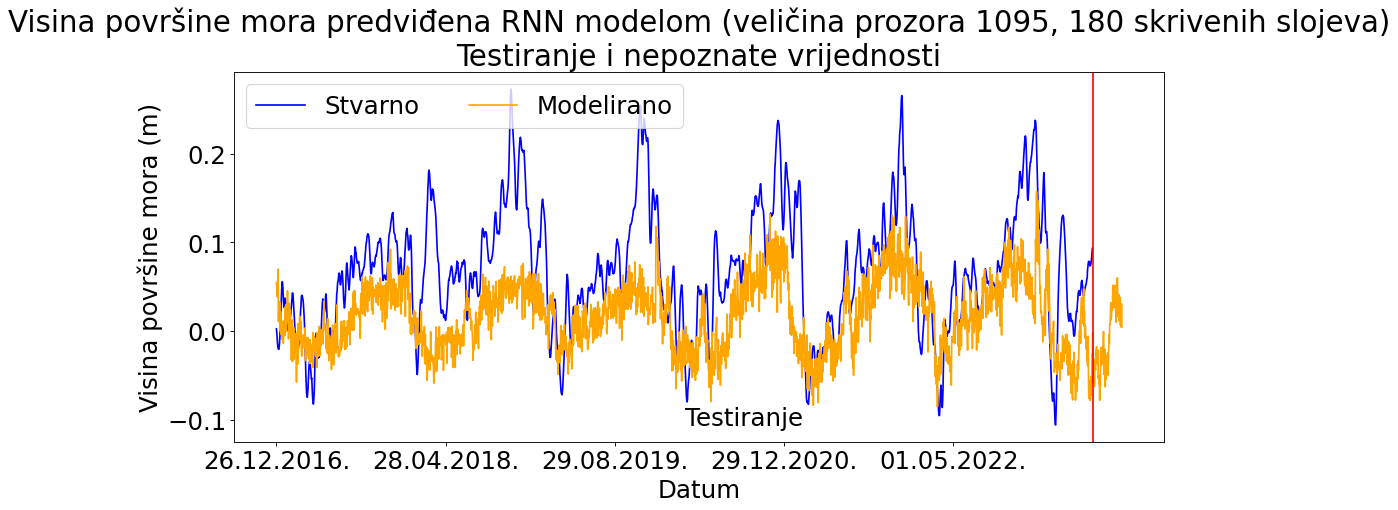 Visina površine mora predviđena RNN modelom (veličina prozora 1095, 180 skrivenih slojeva)
Testiranje i nepoznate vrijednosti
Stvarno
Modelirano
Visina površine mora (m)
0.2
0.1
0.0
−0.1
Testiranje
26.12.2016.
28.04.2018.
29.08.2019.
29.12.2020.
01.05.2022.
Datum